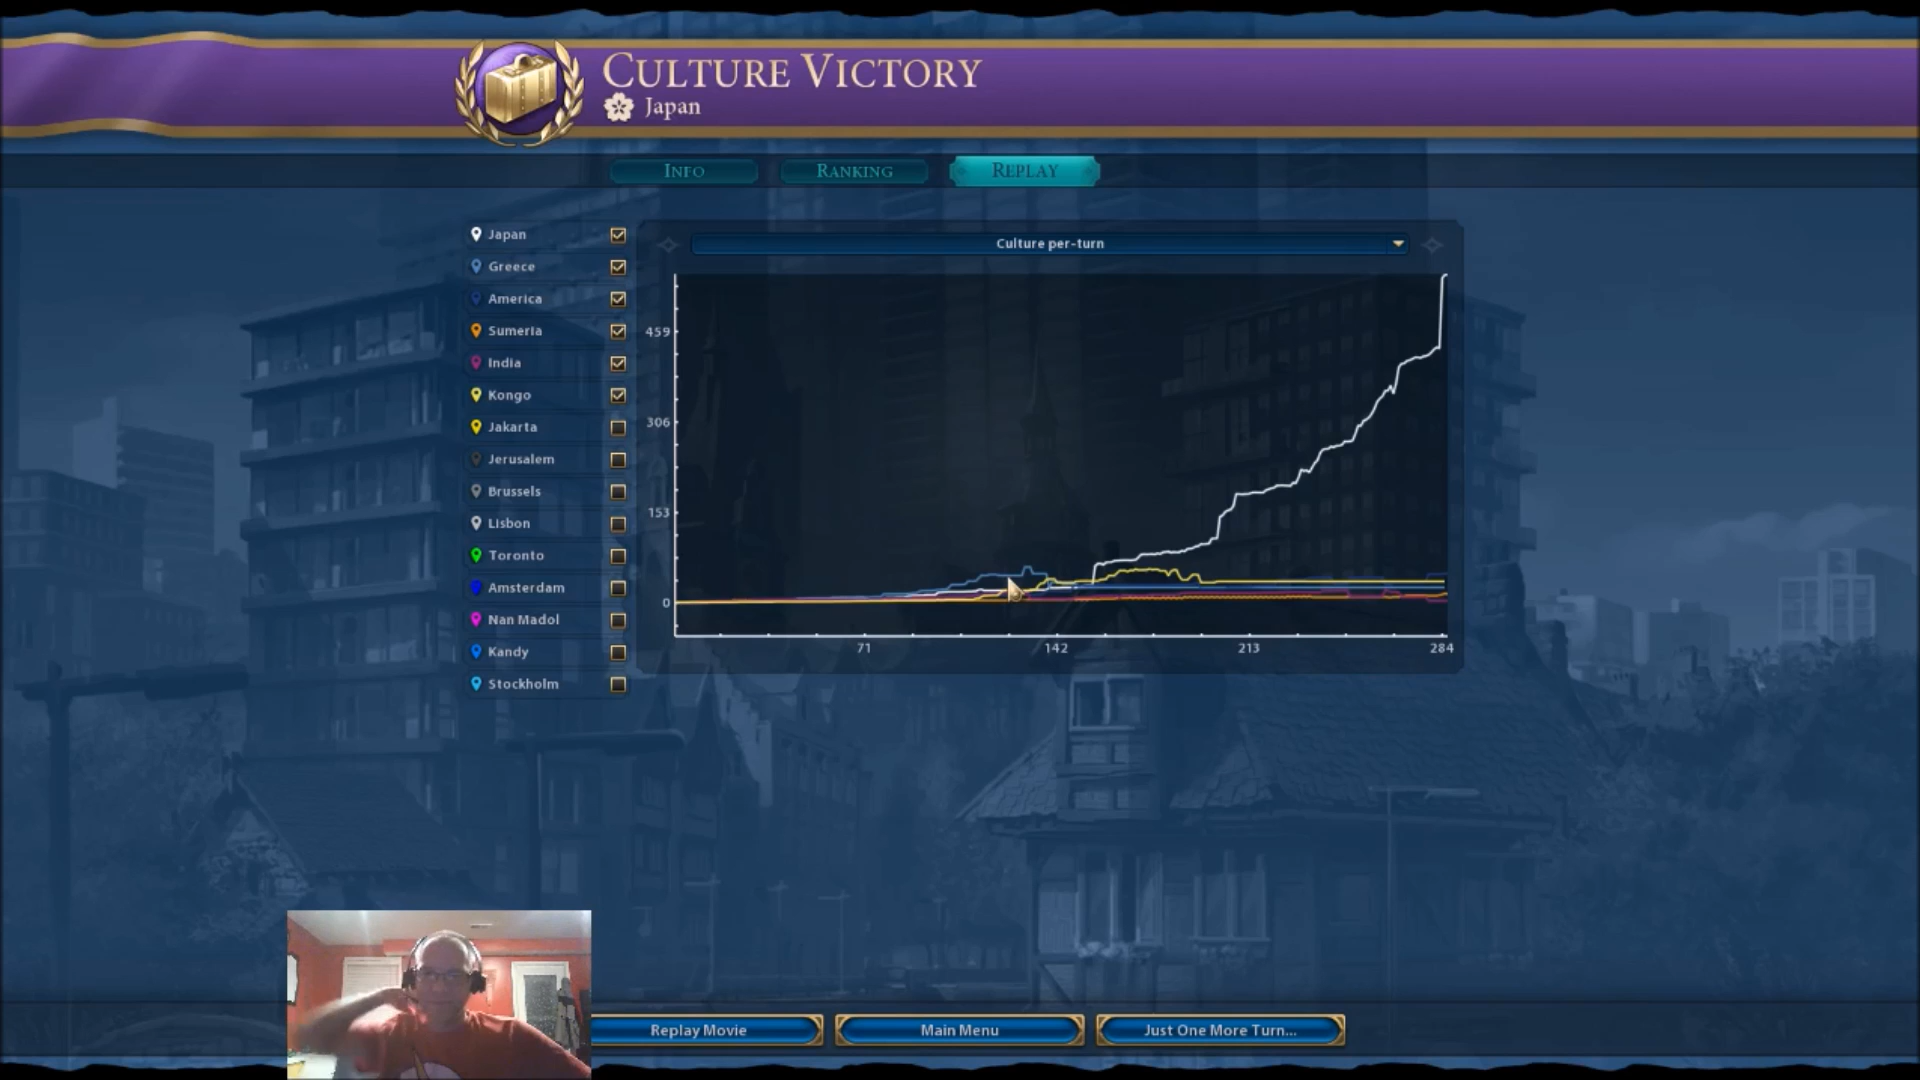 CULTURE VICTORY
Japan
INFO
RANKING
REPLAY
Japan
Greece
America
Sumeria
India
Kongo
Jakarta
Jerusalem
Brussels
Lisbon
Toronto
Amsterdam
Nan Madol
Kandy
Stockholm
Culture per-turn
459
306
153
0
71
142
213
284
Replay Movie
Main Menu
Just One More Turn...